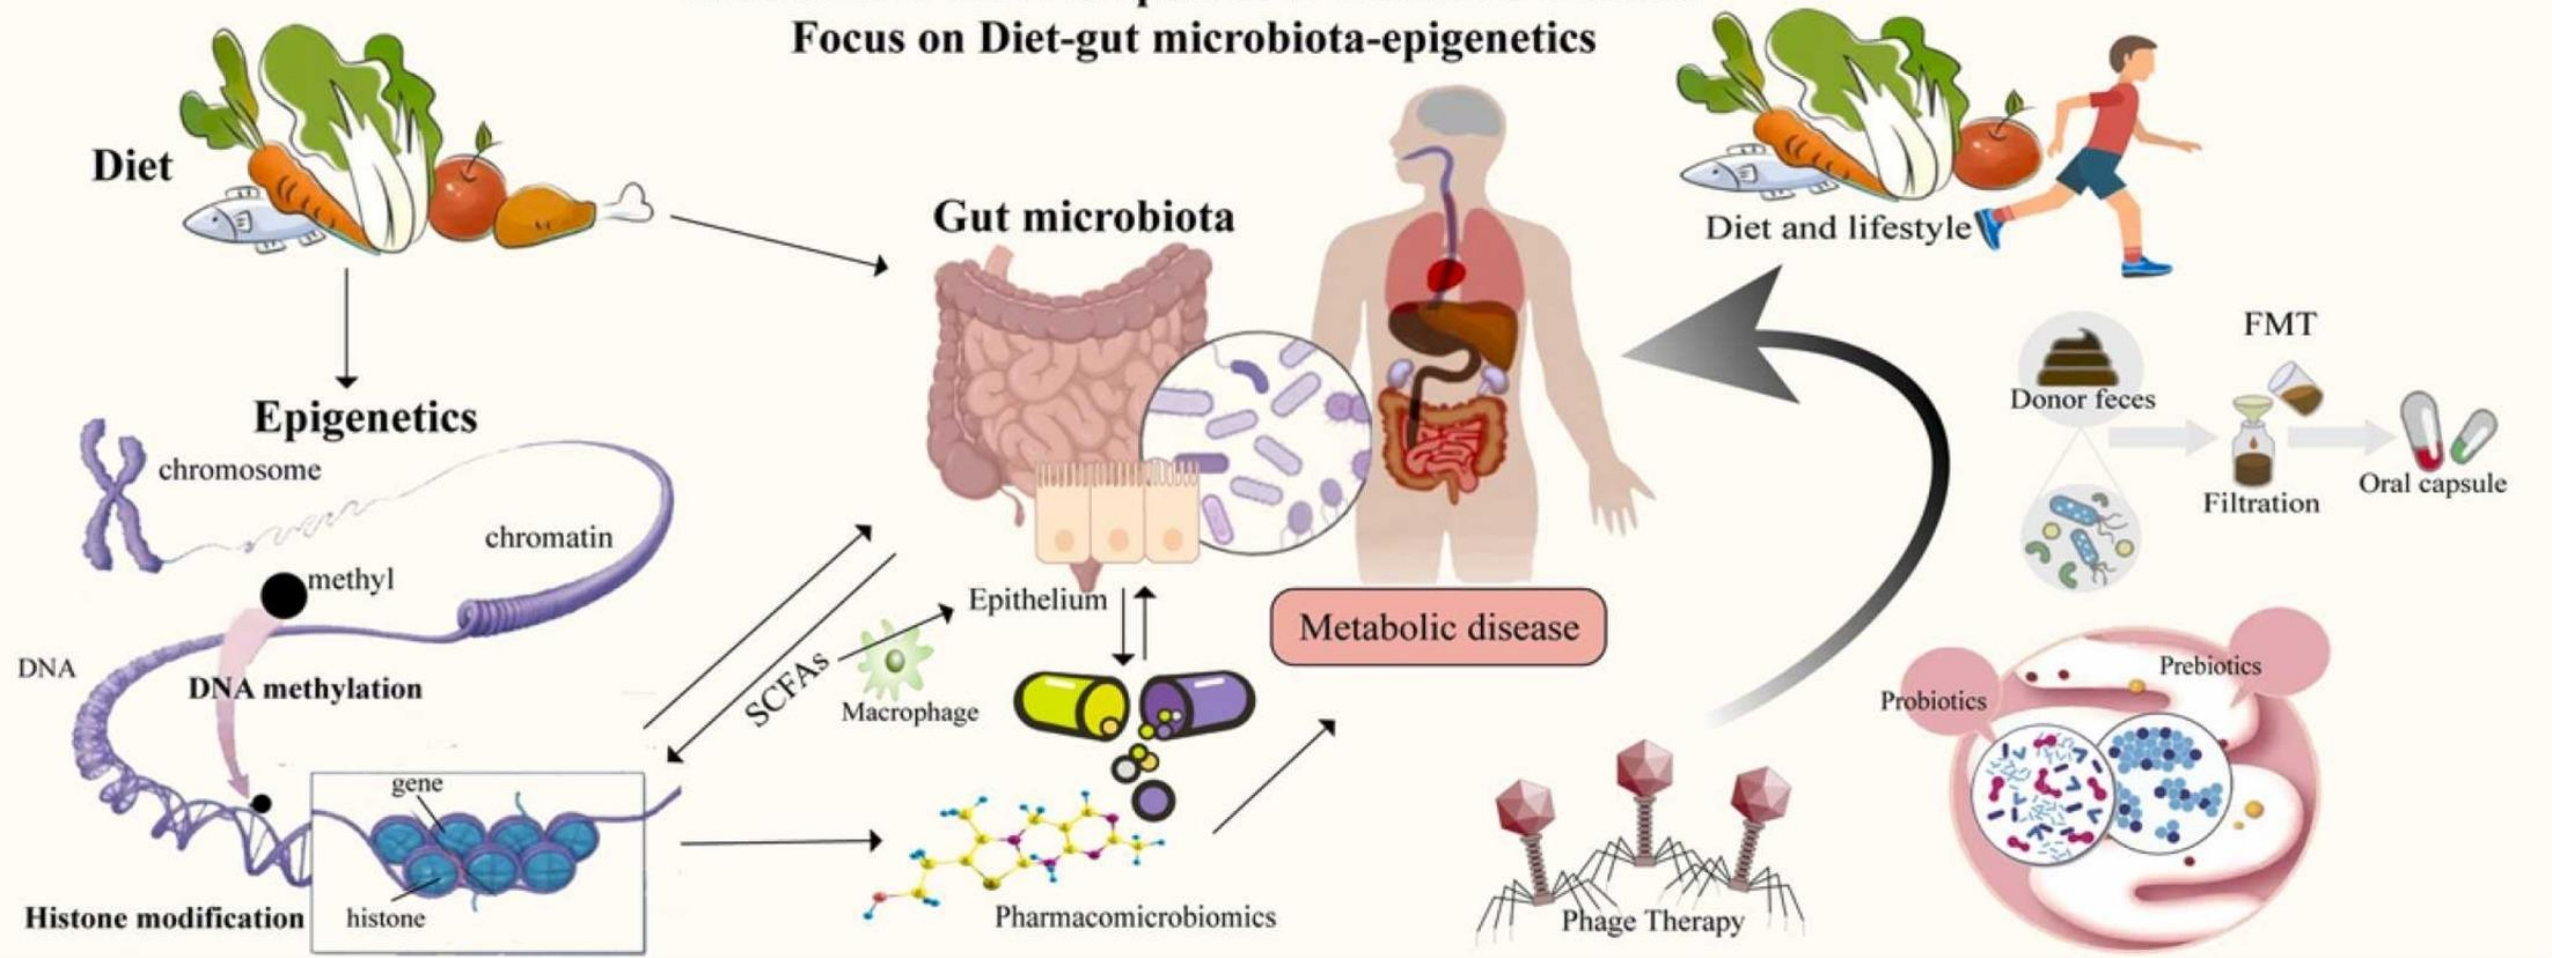 Focus on Diet-gut microbiota-epigenetics
Diet
Gut microbiota
Diet and lifestyle
FMT
Donor feces
Filtration
Oral capsule
Epigenetics
chromosome
chromatin
methyl
DNA
DNA methylation
gene
histone
Histone modification
SCFAs
Macrophage
Epithelium
Metabolic disease
Pharmacomicrobiomics
Phage Therapy
Probiotics
Prebiotics